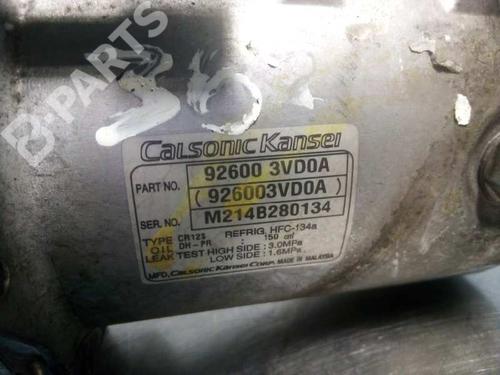 B-PARTS
302
Calsonic Kansei
PART NO. 92600 3VD0A
(926003VD0A)
SER NO. M214B280134
TYPE CR12S REFRIG HFC-134a
OIL DH-PR : 150 cm³
LEAK TEST HIGH SIDE : 3.0MPa
LOW SIDE : 1.6MPa
MFD. Calsonic Kansei Corp. MADE IN MALAYSIA